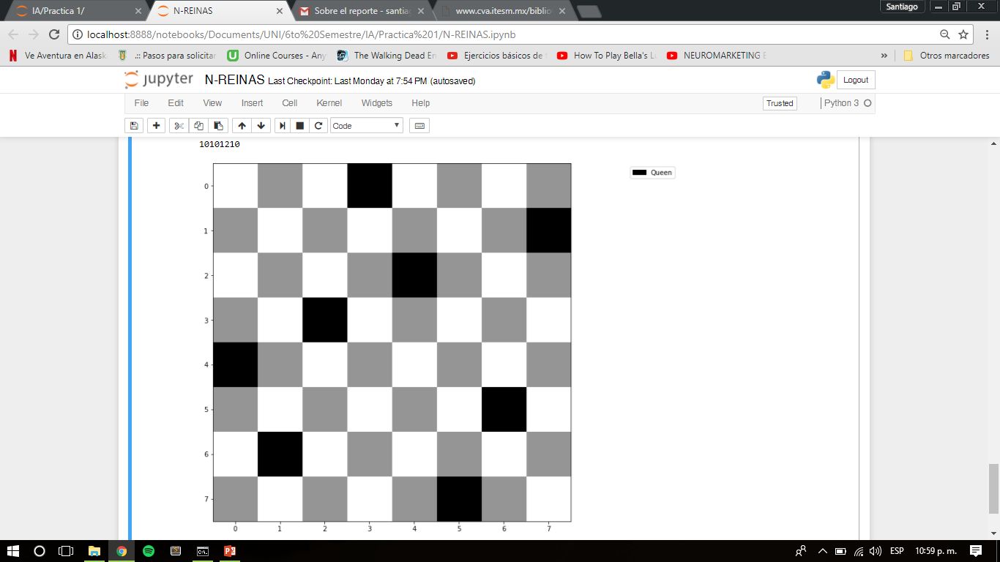 IA/Practica 1/
N-REINAS
Sobre el reporte - santia
www.cva.itesm.mx/biblio
Santiago
localhost:8888/notebooks/Documents/UNI/6to%20Semestre/IA/Practica%201/N-REINAS.ipynb
Ve Aventura en Alask
.:: Pasos para solicitar
Online Courses - Any
The Walking Dead En
Ejercicios básicos de
How To Play Bella's Lu
NEUROMARKETING E
»
Otros marcadores
jupyter
N-REINAS Last Checkpoint: Last Monday at 7:54 PM (autosaved)
Logout
File Edit View Insert Cell Kernel Widgets Help
Trusted
Python 3
Code
10101210
Queen
0
1
2
3
4
5
6
7
0 1 2 3 4 5 6 7
C:\.
ESP
10:59 p. m.